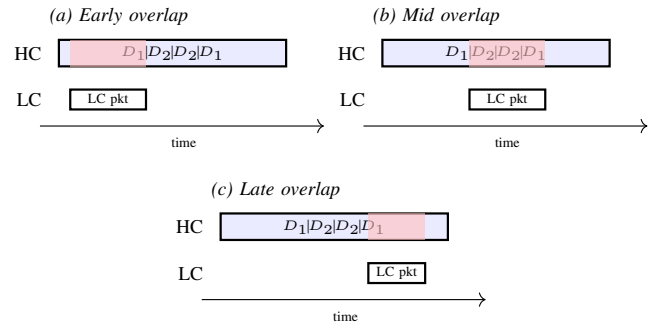 (a) Early overlap
HC D₁|D₂|D₂|D₁
LC LC pkt
time
(b) Mid overlap
HC D₁|D₂|D₂|D₁
LC LC pkt
time
(c) Late overlap
HC D₁|D₂|D₂|D₁
LC LC pkt
time